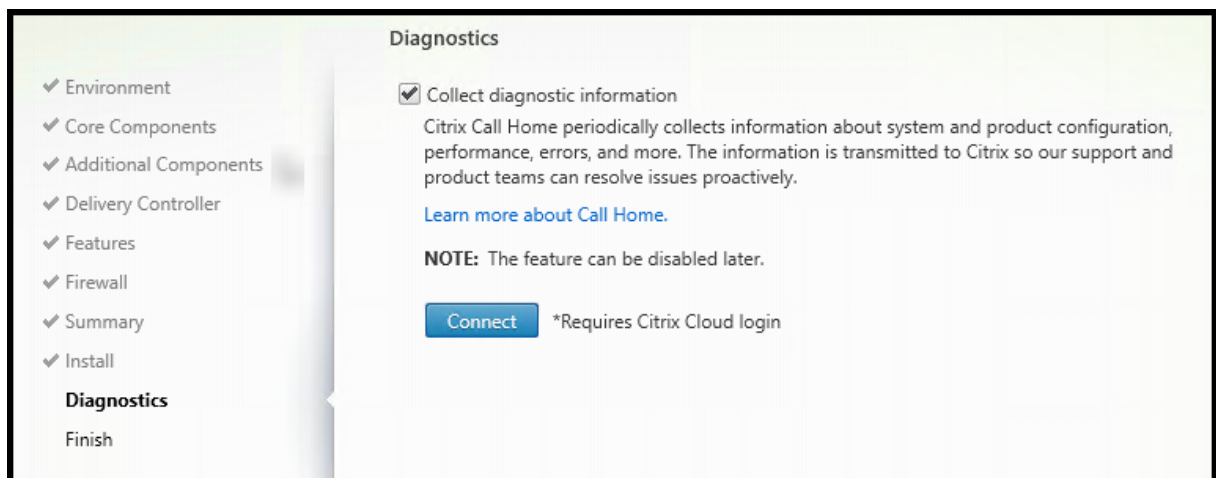 Diagnostics
Environment
Core Components
Additional Components
Delivery Controller
Features
Firewall
Summary
Install
Diagnostics
Finish
Collect diagnostic information
Citrix Call Home periodically collects information about system and product configuration,
performance, errors, and more. The information is transmitted to Citrix so our support and
product teams can resolve issues proactively.
Learn more about Call Home.
NOTE: The feature can be disabled later.
Connect *Requires Citrix Cloud login